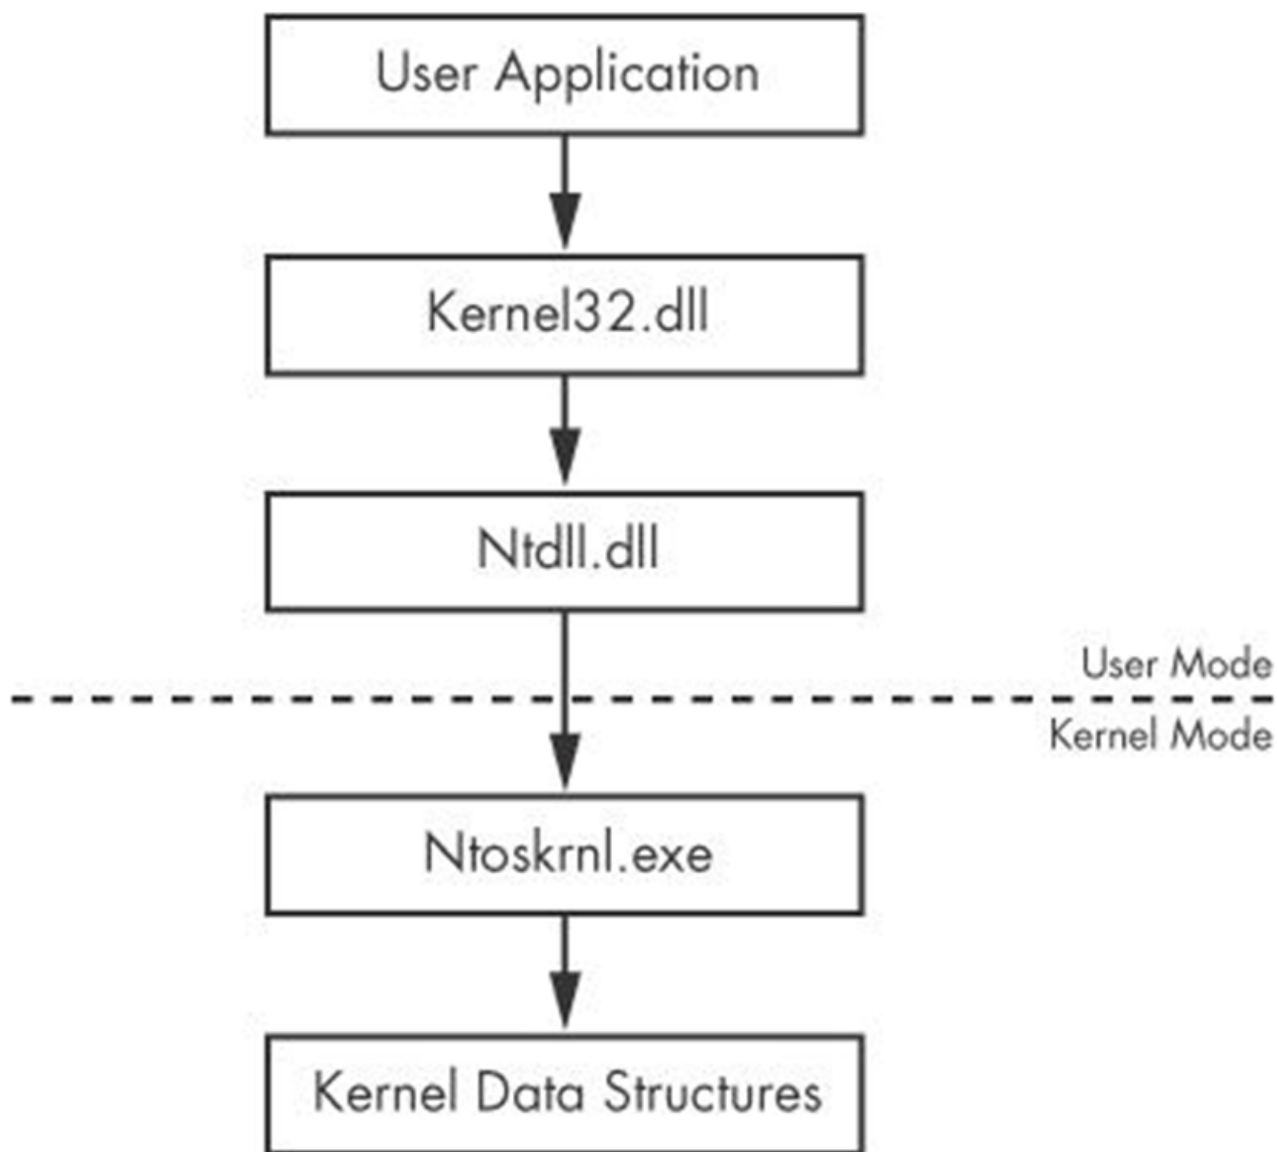 User Application
Kernel32.dll
Ntdll.dll
User Mode
Kernel Mode
Ntoskrnl.exe
Kernel Data Structures